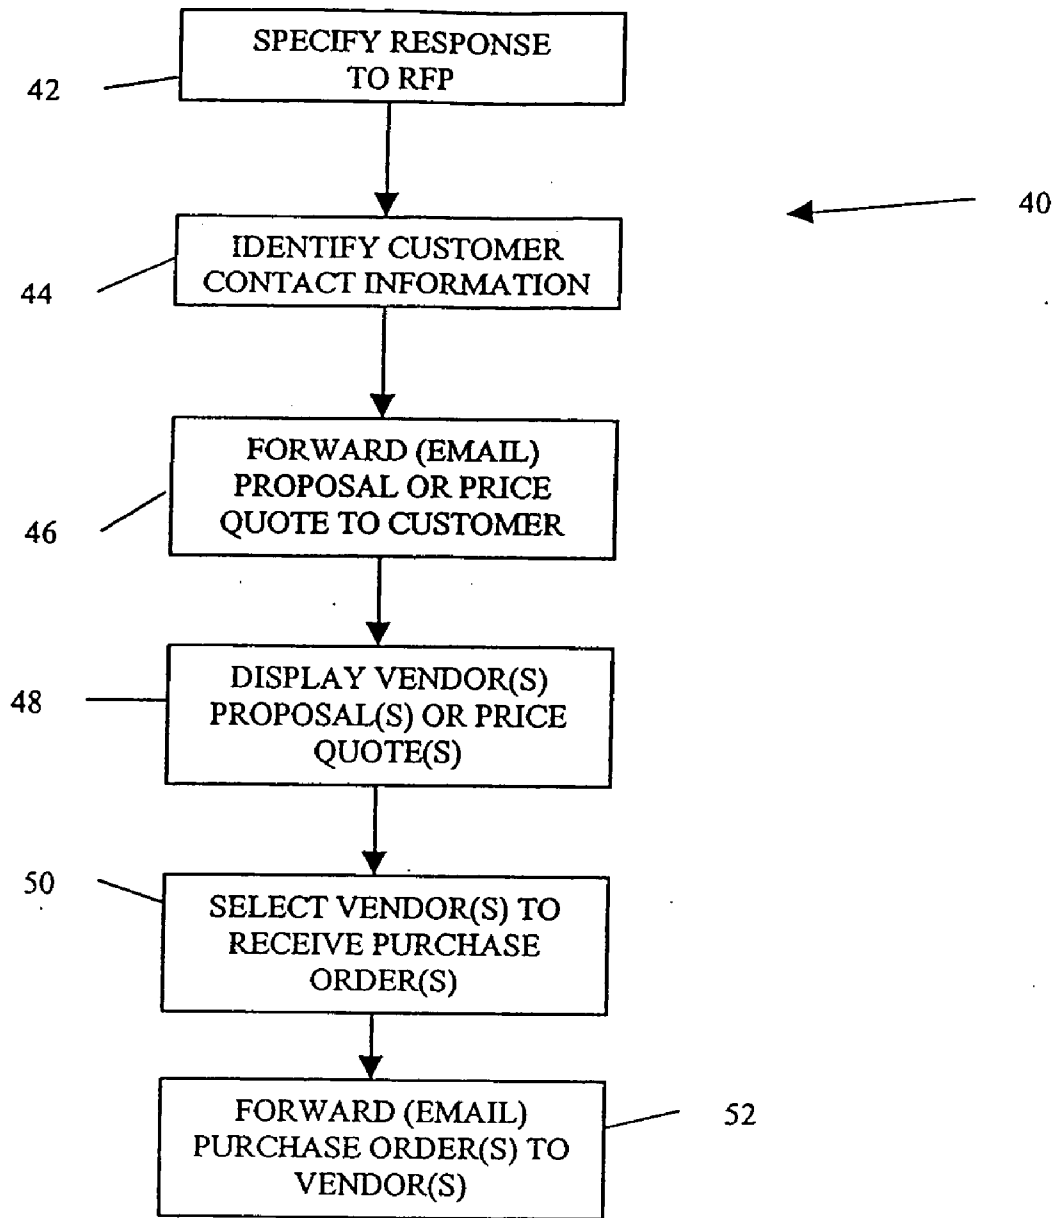 SPECIFY RESPONSE
TO RFP
42
40
IDENTIFY CUSTOMER
CONTACT INFORMATION
44
FORWARD (EMAIL)
PROPOSAL OR PRICE
QUOTE TO CUSTOMER
46
DISPLAY VENDOR(S)
PROPOSAL(S) OR PRICE
QUOTE(S)
48
50
SELECT VENDOR(S) TO
RECEIVE PURCHASE
ORDER(S)
FORWARD (EMAIL)
PURCHASE ORDER(S) TO
VENDOR(S)
52